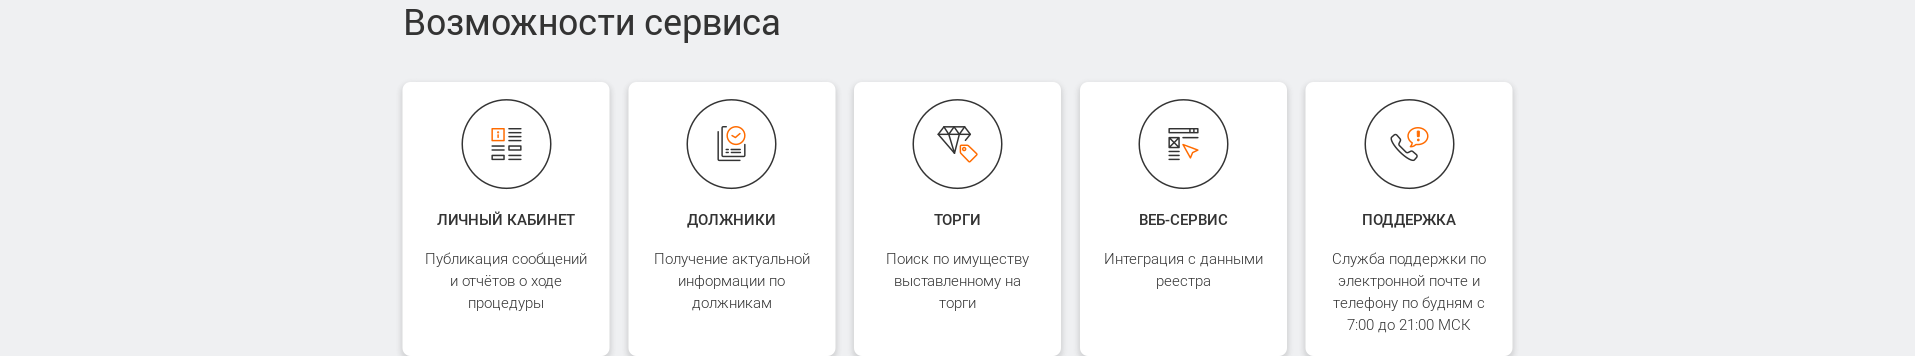 Возможности сервиса
ЛИЧНЫЙ КАБИНЕТ
Публикация сообщений
и отчётов о ходе
процедуры
ДОЛЖНИКИ
Получение актуальной
информации по
должникам
ТОРГИ
Поиск по имуществу
выставленному на
торги
ВЕБ-СЕРВИС
Интеграция с данными
реестра
ПОДДЕРЖКА
Служба поддержки по
электронной почте и
телефону по будням с
7:00 до 21:00 МСК